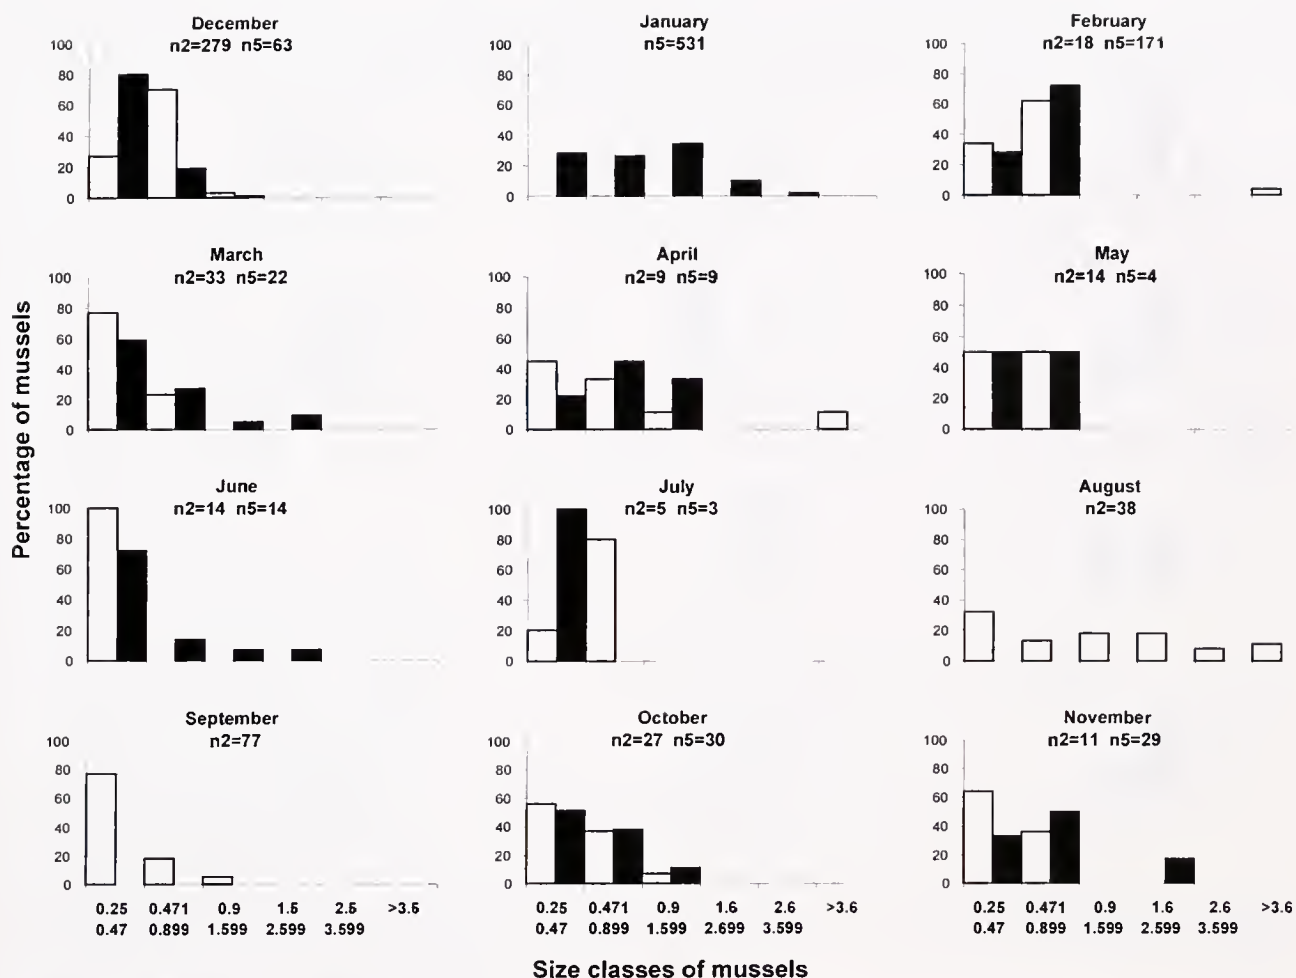 December
n2=279 n5=63
100
80
60
40
20
0
January
n5=531
100
80
60
40
20
0
February
n2=18 n5=171
100
80
60
40
20
0
March
n2=33 n5=22
100
80
60
40
20
0
April
n2=9 n5=9
100
80
60
40
20
0
May
n2=14 n5=4
100
80
60
40
20
0
Percentage of mussels
June
n2=14 n5=14
100
80
60
40
20
0
July
n2=5 n5=3
100
80
60
40
20
0
August
n2=38
100
80
60
40
20
0
September
n2=77
100
80
60
40
20
0
October
n2=27 n5=30
100
80
60
40
20
0
November
n2=11 n5=29
100
80
60
40
20
0
0.25 0.471 0.9 1.6 2.6 >3.6
0.47 0.899 1.599 2.599 3.599
0.25 0.471 0.9 1.6 2.6 >3.6
0.47 0.899 1.599 2.699 3.599
0.25 0.471 0.9 1.6 2.6 >3.6
0.47 0.899 1.599 2.599 3.599
Size classes of mussels